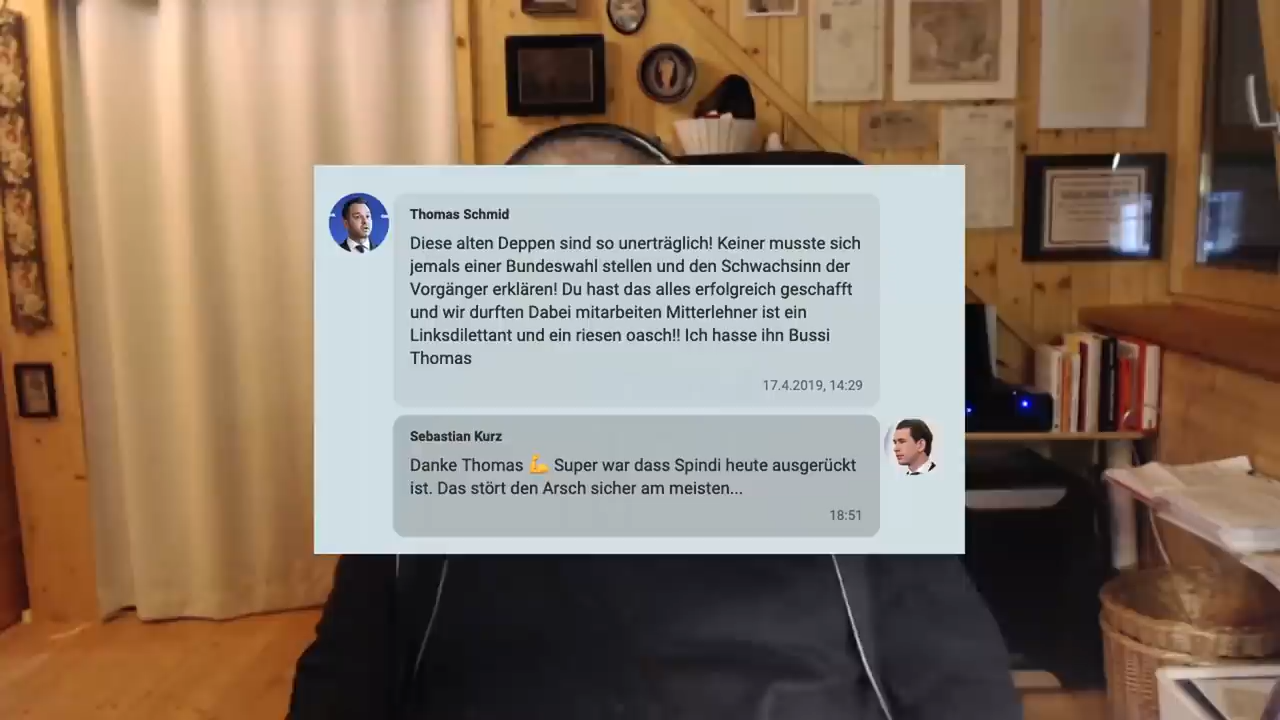 Thomas Schmid
Diese alten Deppen sind so unerträglich! Keiner musste sich
jemals einer Bundeswahl stellen und den Schwachsinn der
Vorgänger erklären! Du hast das alles erfolgreich geschafft
und wir durften Dabei mitarbeiten Mitterlehner ist ein
Linksdilettant und ein riesen oasch!! Ich hasse ihn Bussi
Thomas
17.4.2019, 14:29
Sebastian Kurz
Danke Thomas 💪 Super war dass Spindi heute ausgerückt
ist. Das stört den Arsch sicher am meisten...
18:51